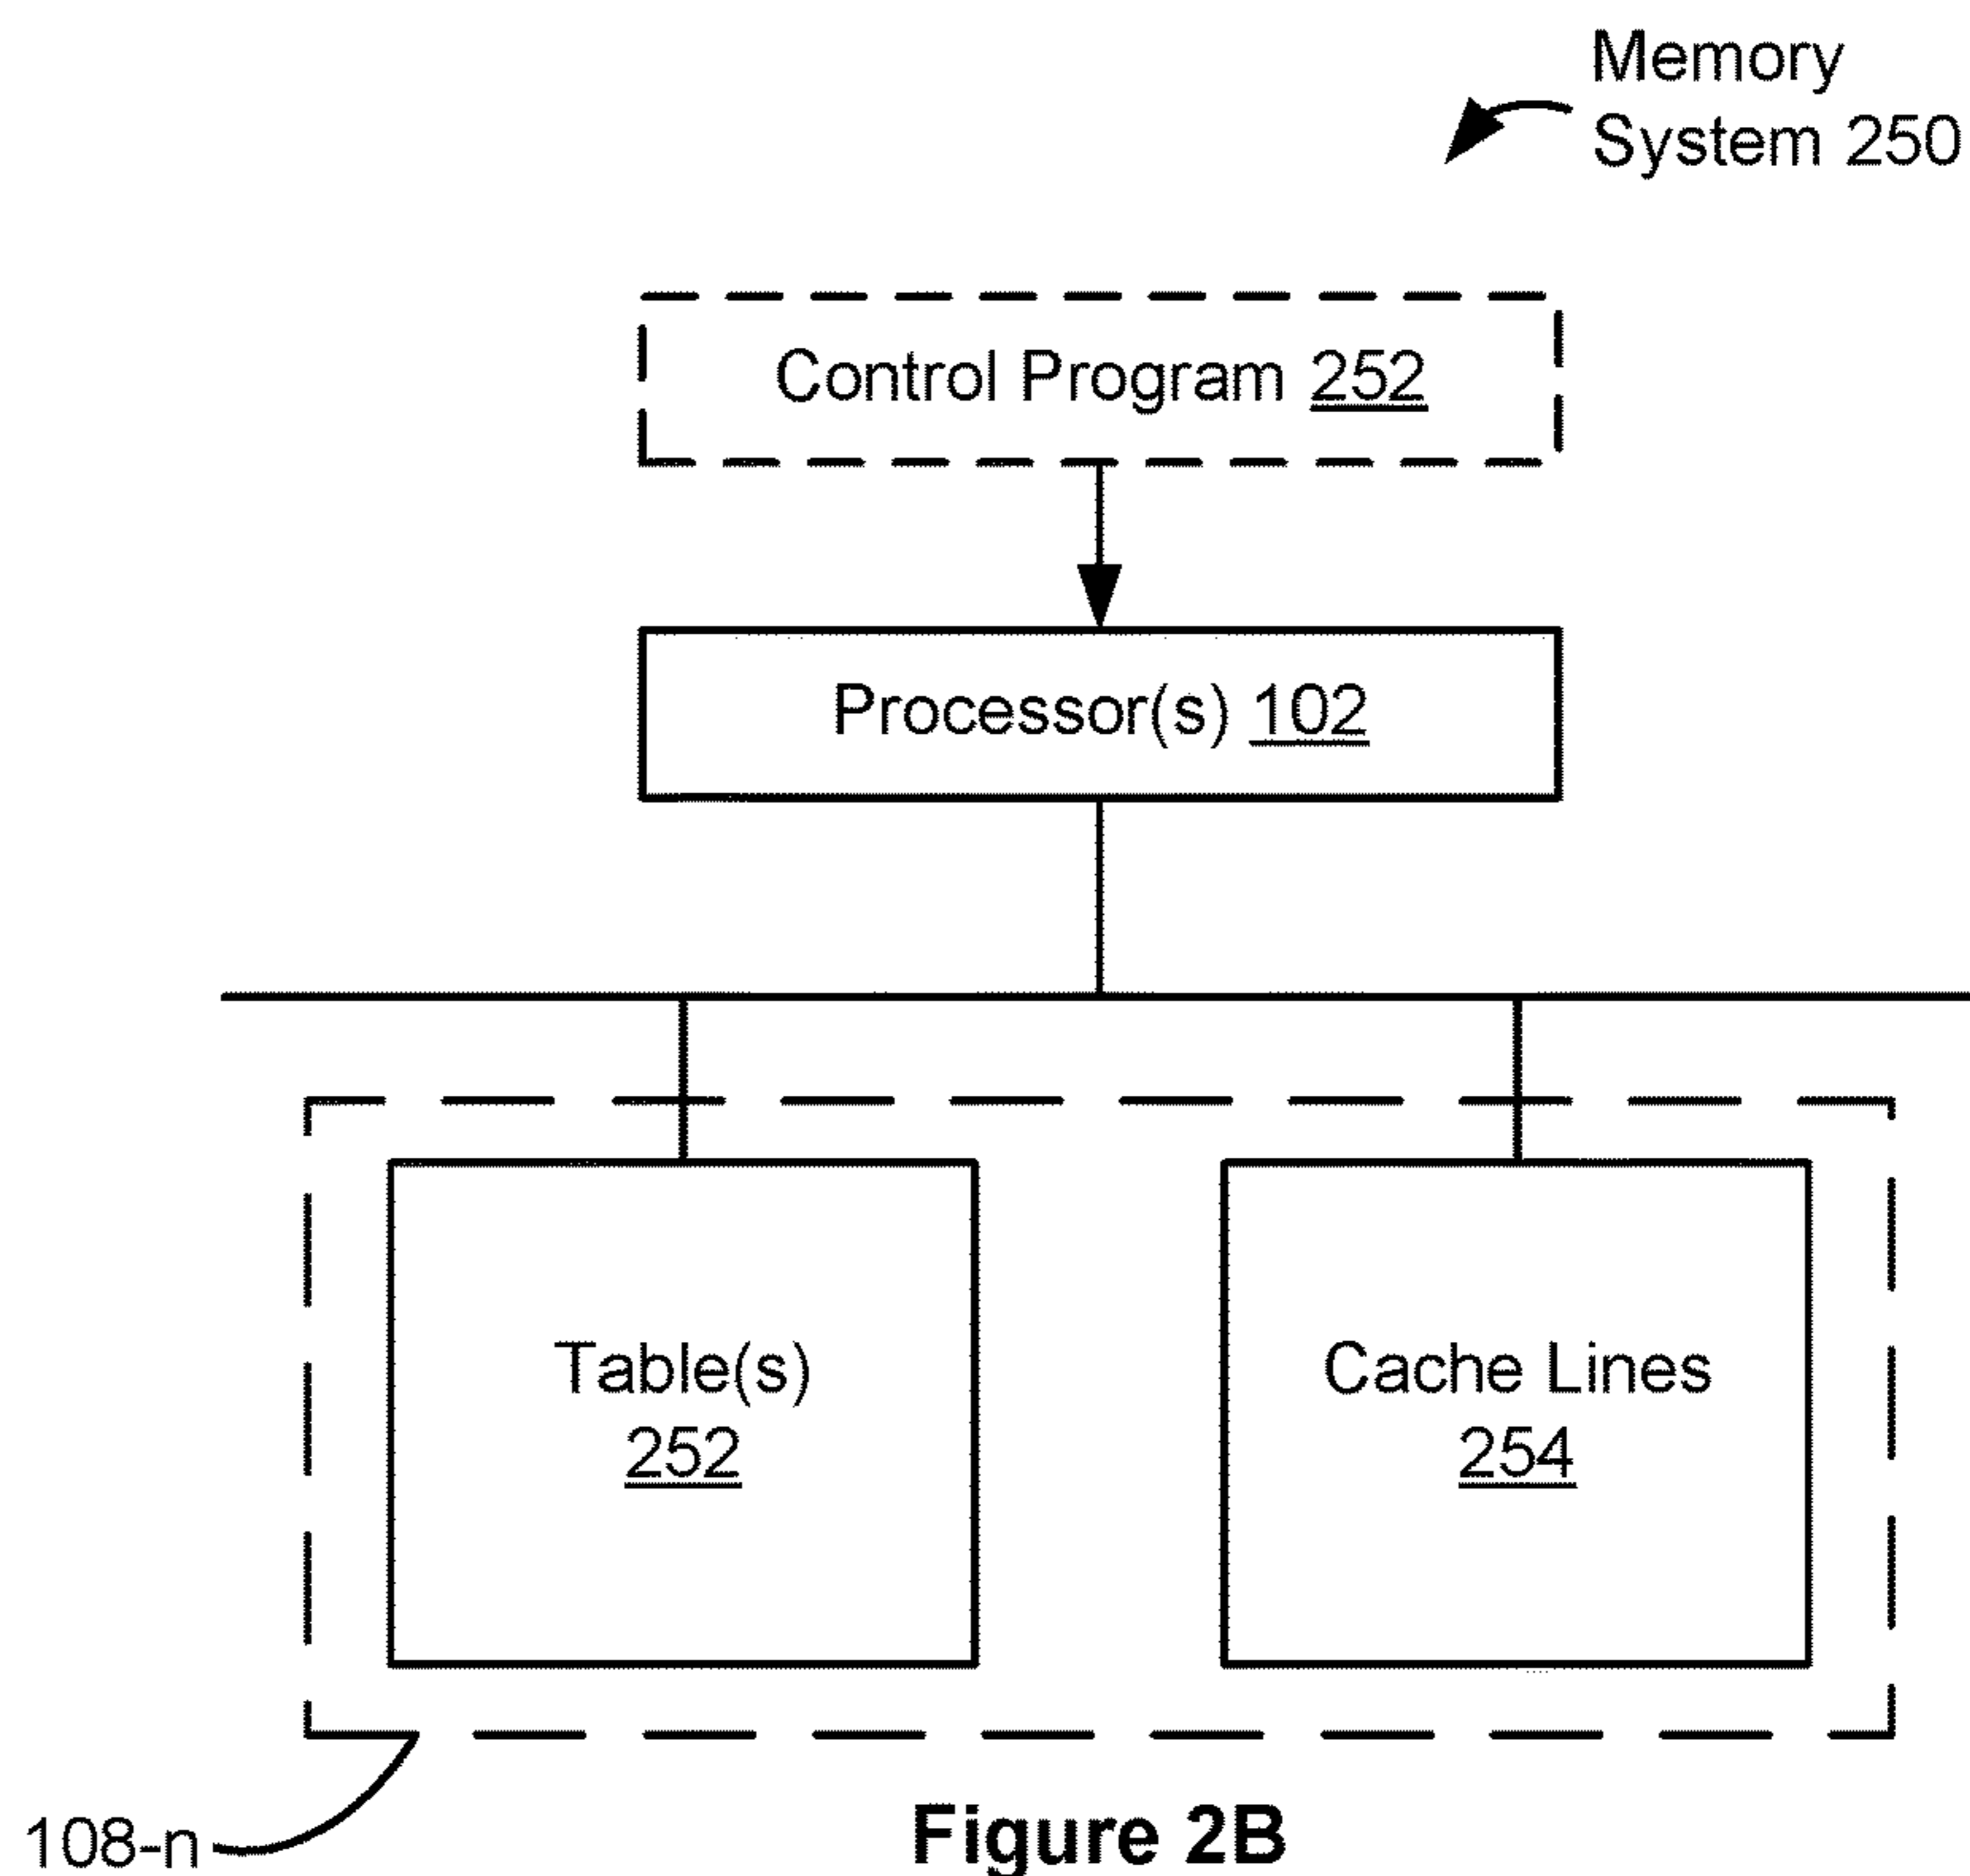 Memory
System 250
Control Program 252
Processor(s) 102
Table(s)
252
Cache Lines
254
108-n
Figure 2B